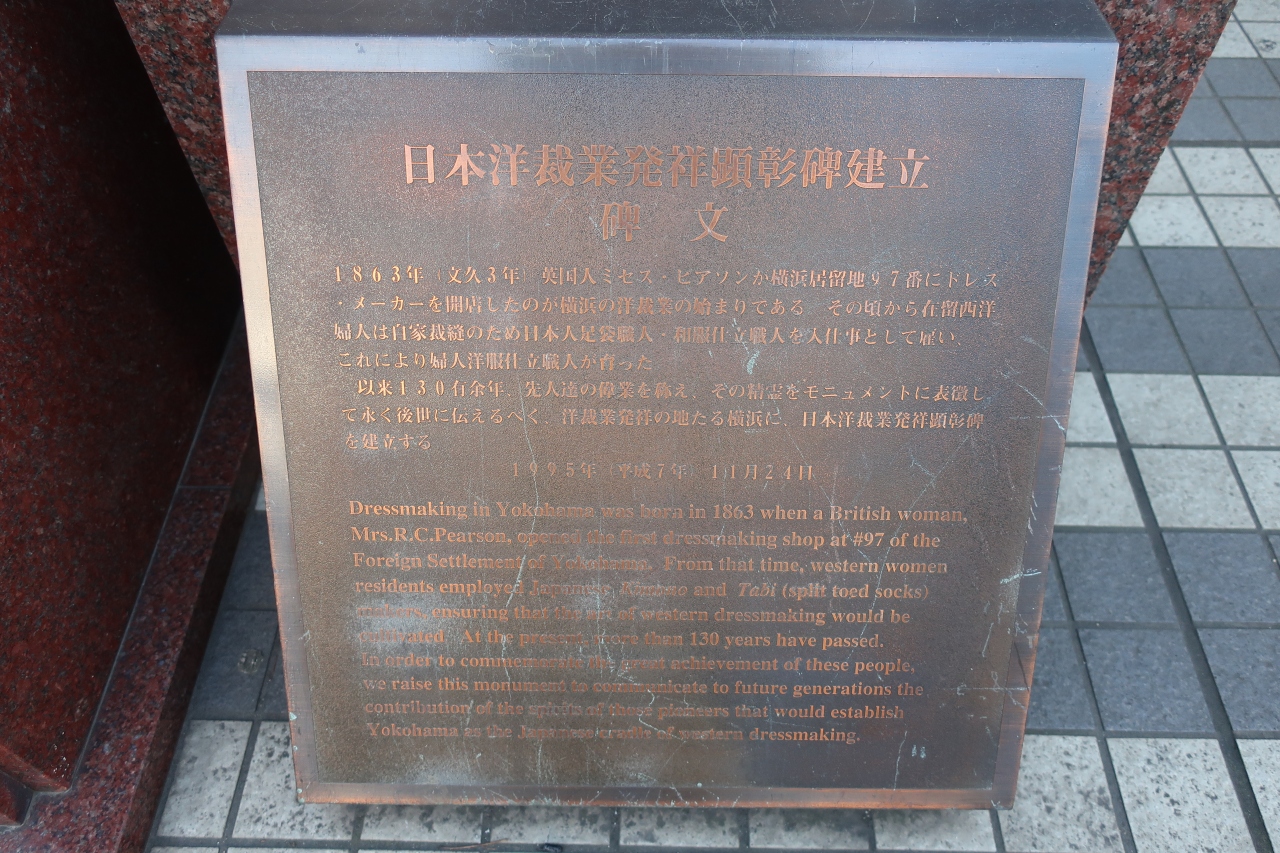 日本洋裁業発祥顕彰碑建立
碑 文
1863年(文久3年)英国人ミセス・ピアソンが横浜居留地97番にドレス
・メーカーを開店したのが横浜の洋裁業の始まりである。その頃から在留西洋
婦人は自家裁縫のため日本人足袋職人・和服仕立職人を入仕事として雇い、
これにより婦人洋服仕立職人が育った
以来130有余年、先人達の偉業を称え、その精霊をモニュメントに表徴し
て永く後世に伝えるべく、洋裁業発祥の地たる横浜に、日本洋裁業発祥顕彰碑
を建立する
1995年(平成7年)11月24日
Dressmaking in Yokohama was born in 1863 when a British woman,
Mrs.R.C.Pearson, opened the first dressmaking shop at #97 of the
Foreign Settlement of Yokohama. From that time, western women
residents employed Japanese Kimono and Tabi (split toed socks)
makers, ensuring that the art of western dressmaking would be
cultivated. At the present, more than 130 years have passed.
In order to commemorate the great achievement of these people,
we raise this monument to communicate to future generations the
contribution of the spirits of these pioneers that would establish
Yokohama as the Japanese cradle of western dressmaking.